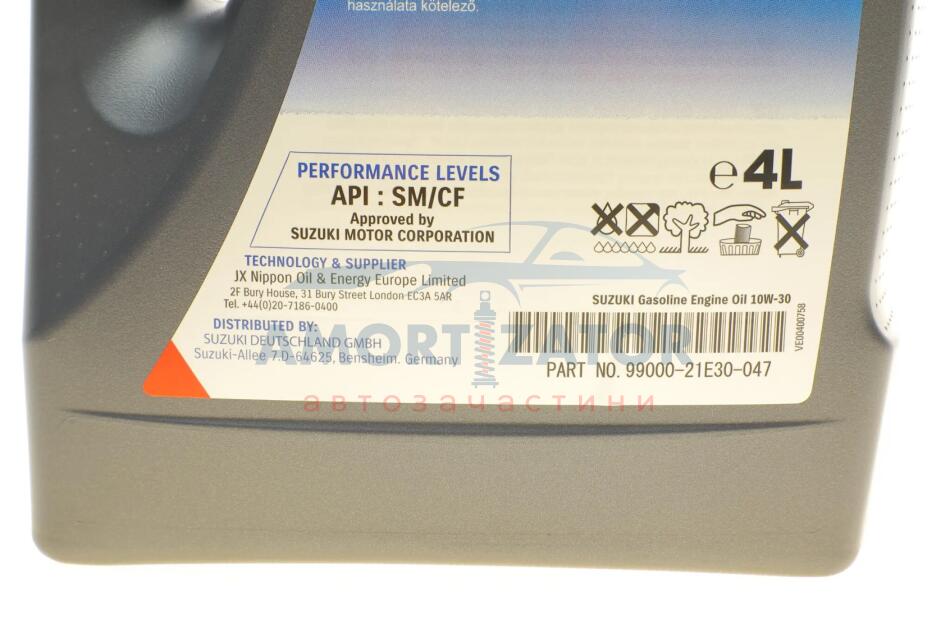 használata kötelező.
PERFORMANCE LEVELS
API : SM/CF
Approved by
SUZUKI MOTOR CORPORATION
℮4L
TECHNOLOGY & SUPPLIER
JX Nippon Oil & Energy Europe Limited
2F Bury House, 31 Bury Street London EC3A 5AR
Tel. +44(0)20-7186-0400
DISTRIBUTED BY:
SUZUKI DEUTSCHLAND GMBH
Suzuki-Allee 7.D-64625, Bensheim. Germany
SUZUKI Gasoline Engine Oil 10W-30
VE00400758
PART NO. 99000-21E30-047
AMORTIZATOR
автозачастини